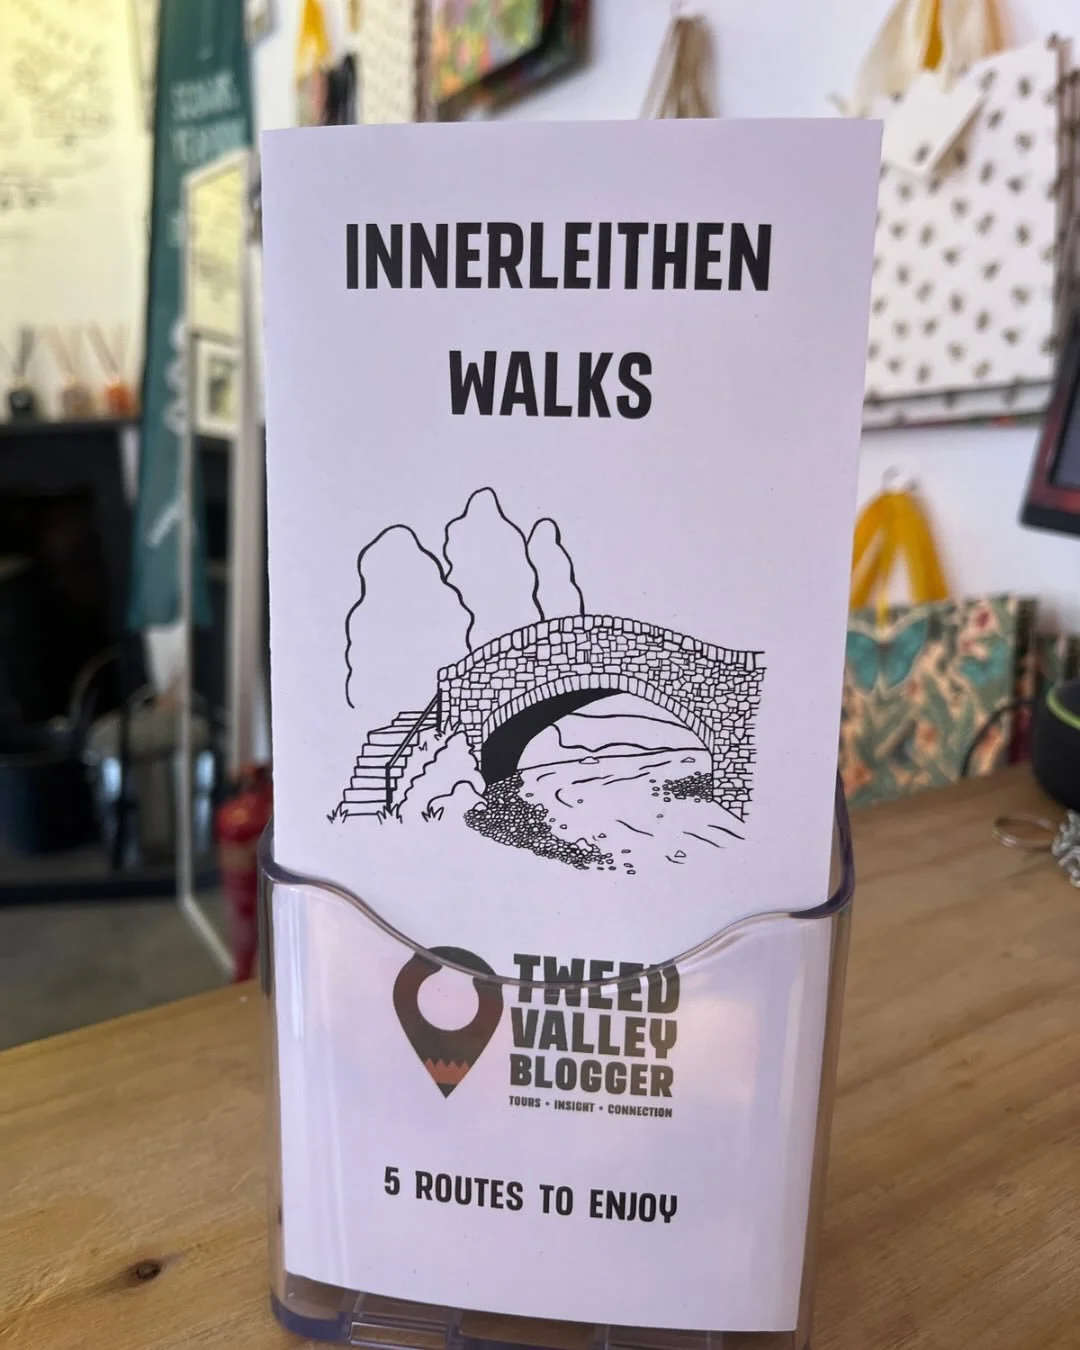 INNERLEITHEN
WALKS
TWEED
VALLEY
BLOGGER
TOURS • INSIGHT • CONNECTION
5 ROUTES TO ENJOY